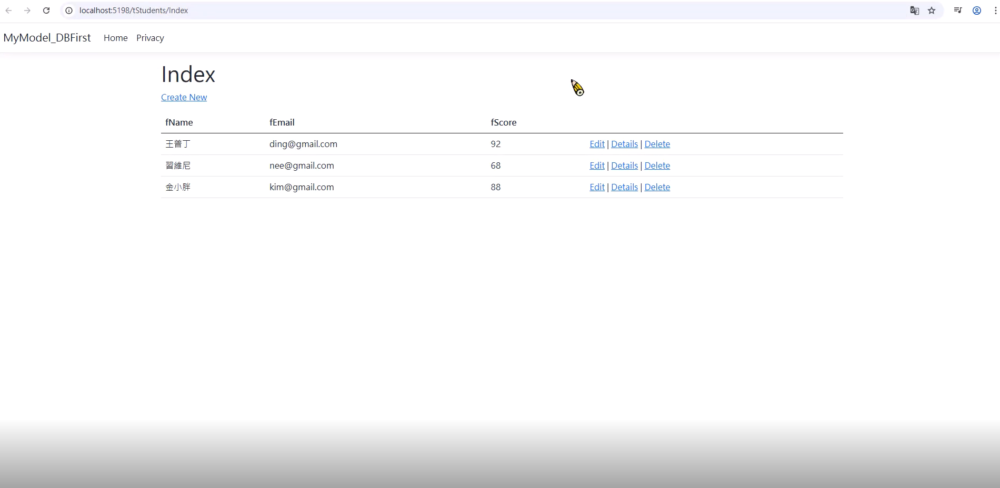 localhost:5198/tStudents/Index
MyModel_DBFirst Home Privacy
Index
Create New
fName fEmail fScore
王普丁 ding@gmail.com 92 Edit | Details | Delete
習維尼 nee@gmail.com 68 Edit | Details | Delete
金小胖 kim@gmail.com 88 Edit | Details | Delete